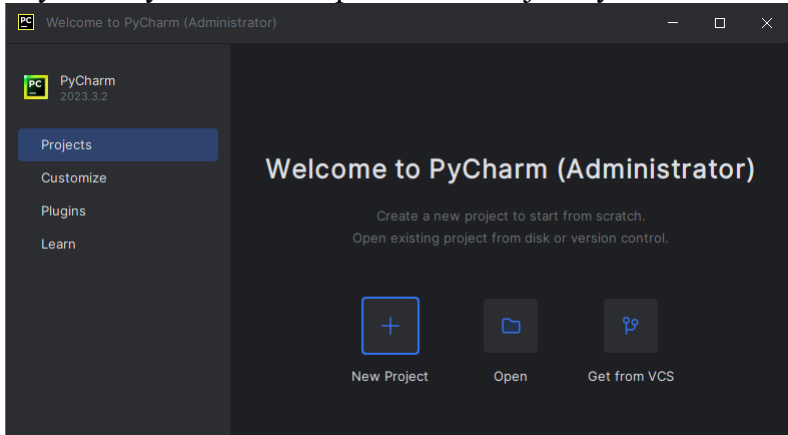 Welcome to PyCharm (Administrator)
PyCharm
2023.3.2
Projects
Customize
Plugins
Learn
Welcome to PyCharm (Administrator)
Create a new project to start from scratch.
Open existing project from disk or version control.
New Project
Open
Get from VCS